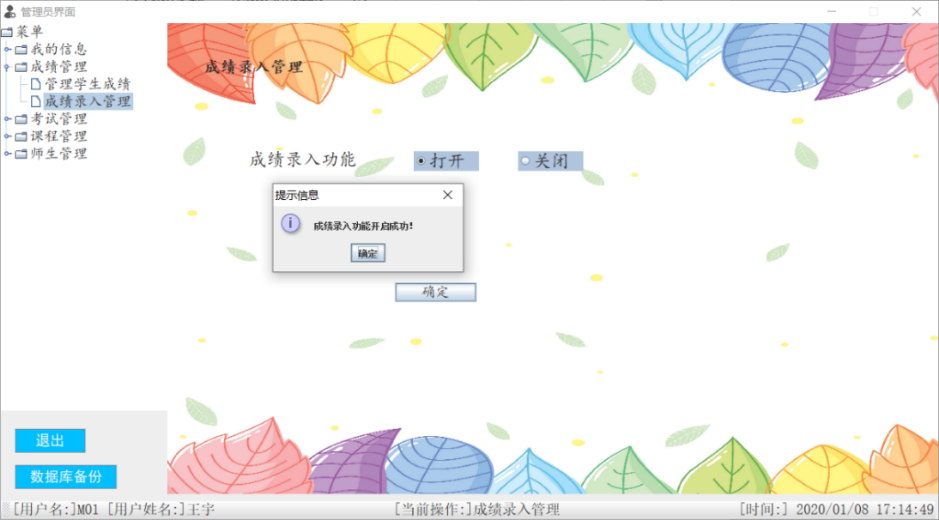 管理员界面
菜单
我的信息
成绩管理
管理学生成绩
成绩录入管理
考试管理
课程管理
师生管理
成绩录入管理
成绩录入功能 打开 关闭
提示信息
成绩录入功能开启成功!
确定
确定
退出
数据库备份
[用户名:]M01 [用户姓名:]王宇 [当前操作:]成绩录入管理 [时间:] 2020/01/08 17:14:49